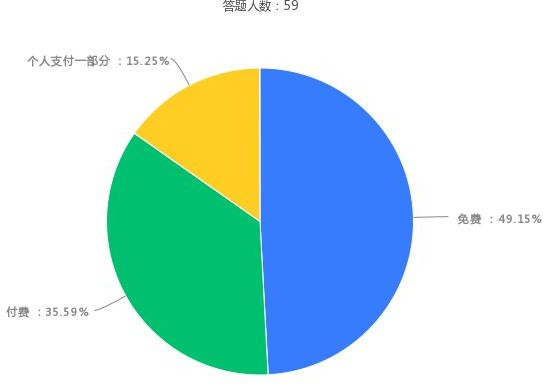 答题人数：59
个人支付一部分 ：15.25%
免费 ：49.15%
付费 ：35.59%